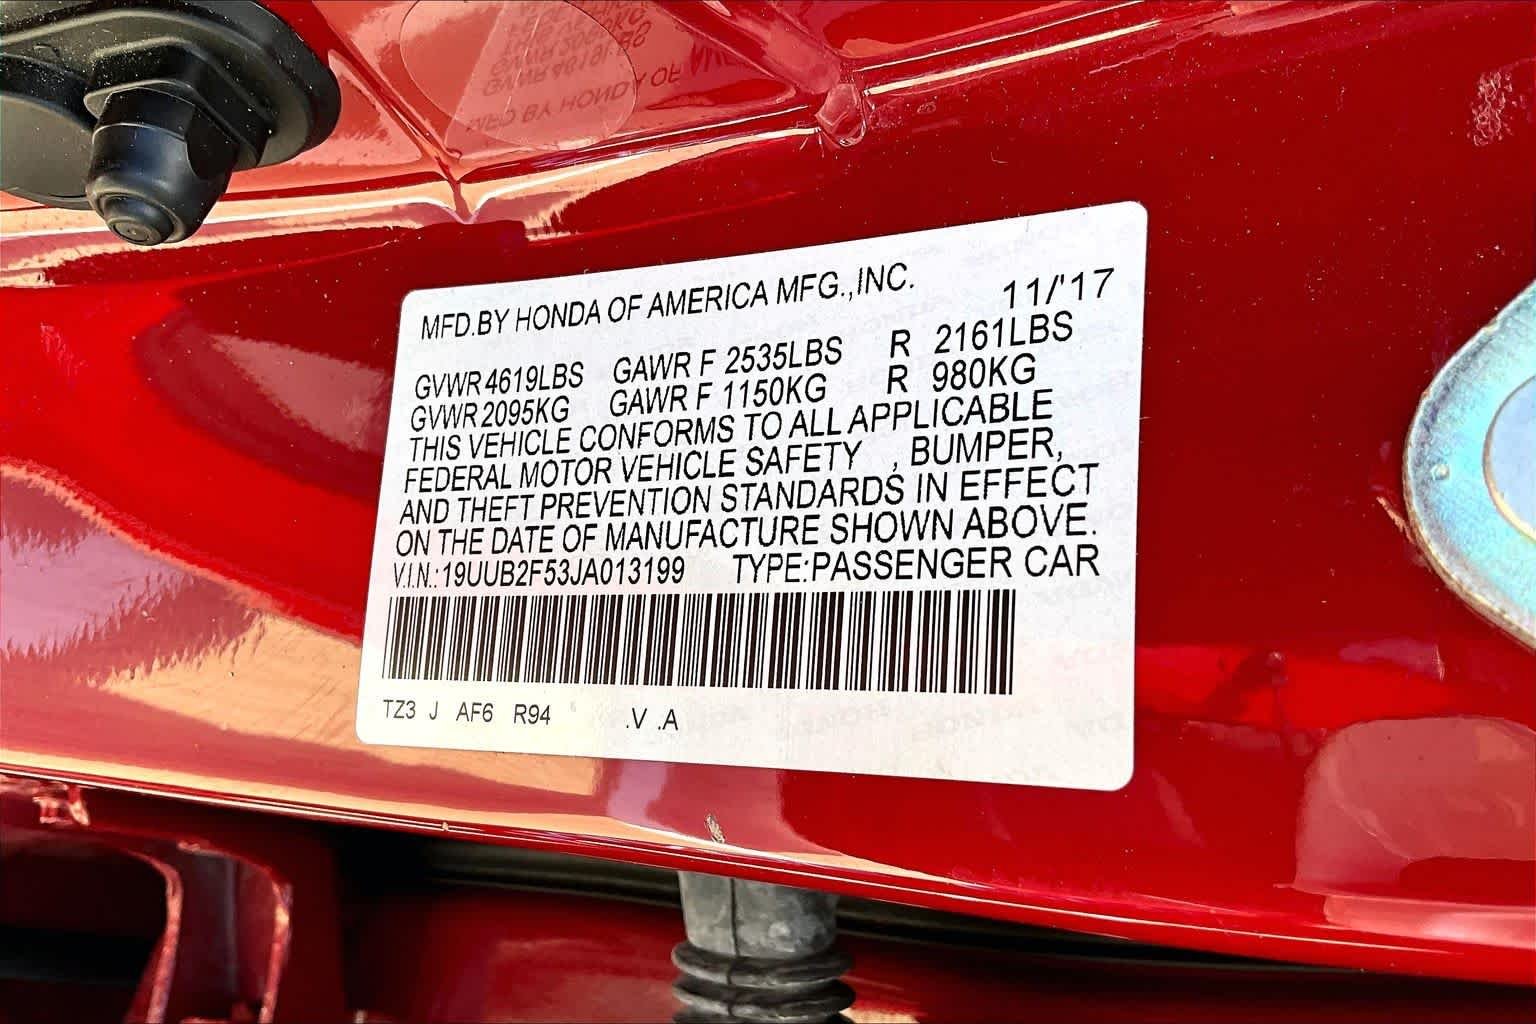 MFD.BY HONDA OF AMERICA MFG.,INC. 11/'17
GVWR 4619LBS GAWR F 2535LBS R 2161LBS
GVWR 2095KG GAWR F 1150KG R 980KG
THIS VEHICLE CONFORMS TO ALL APPLICABLE
FEDERAL MOTOR VEHICLE SAFETY , BUMPER,
AND THEFT PREVENTION STANDARDS IN EFFECT
ON THE DATE OF MANUFACTURE SHOWN ABOVE.
V.I.N.:19UUB2F53JA013199 TYPE:PASSENGER CAR
TZ3 J AF6 R94 .V .A